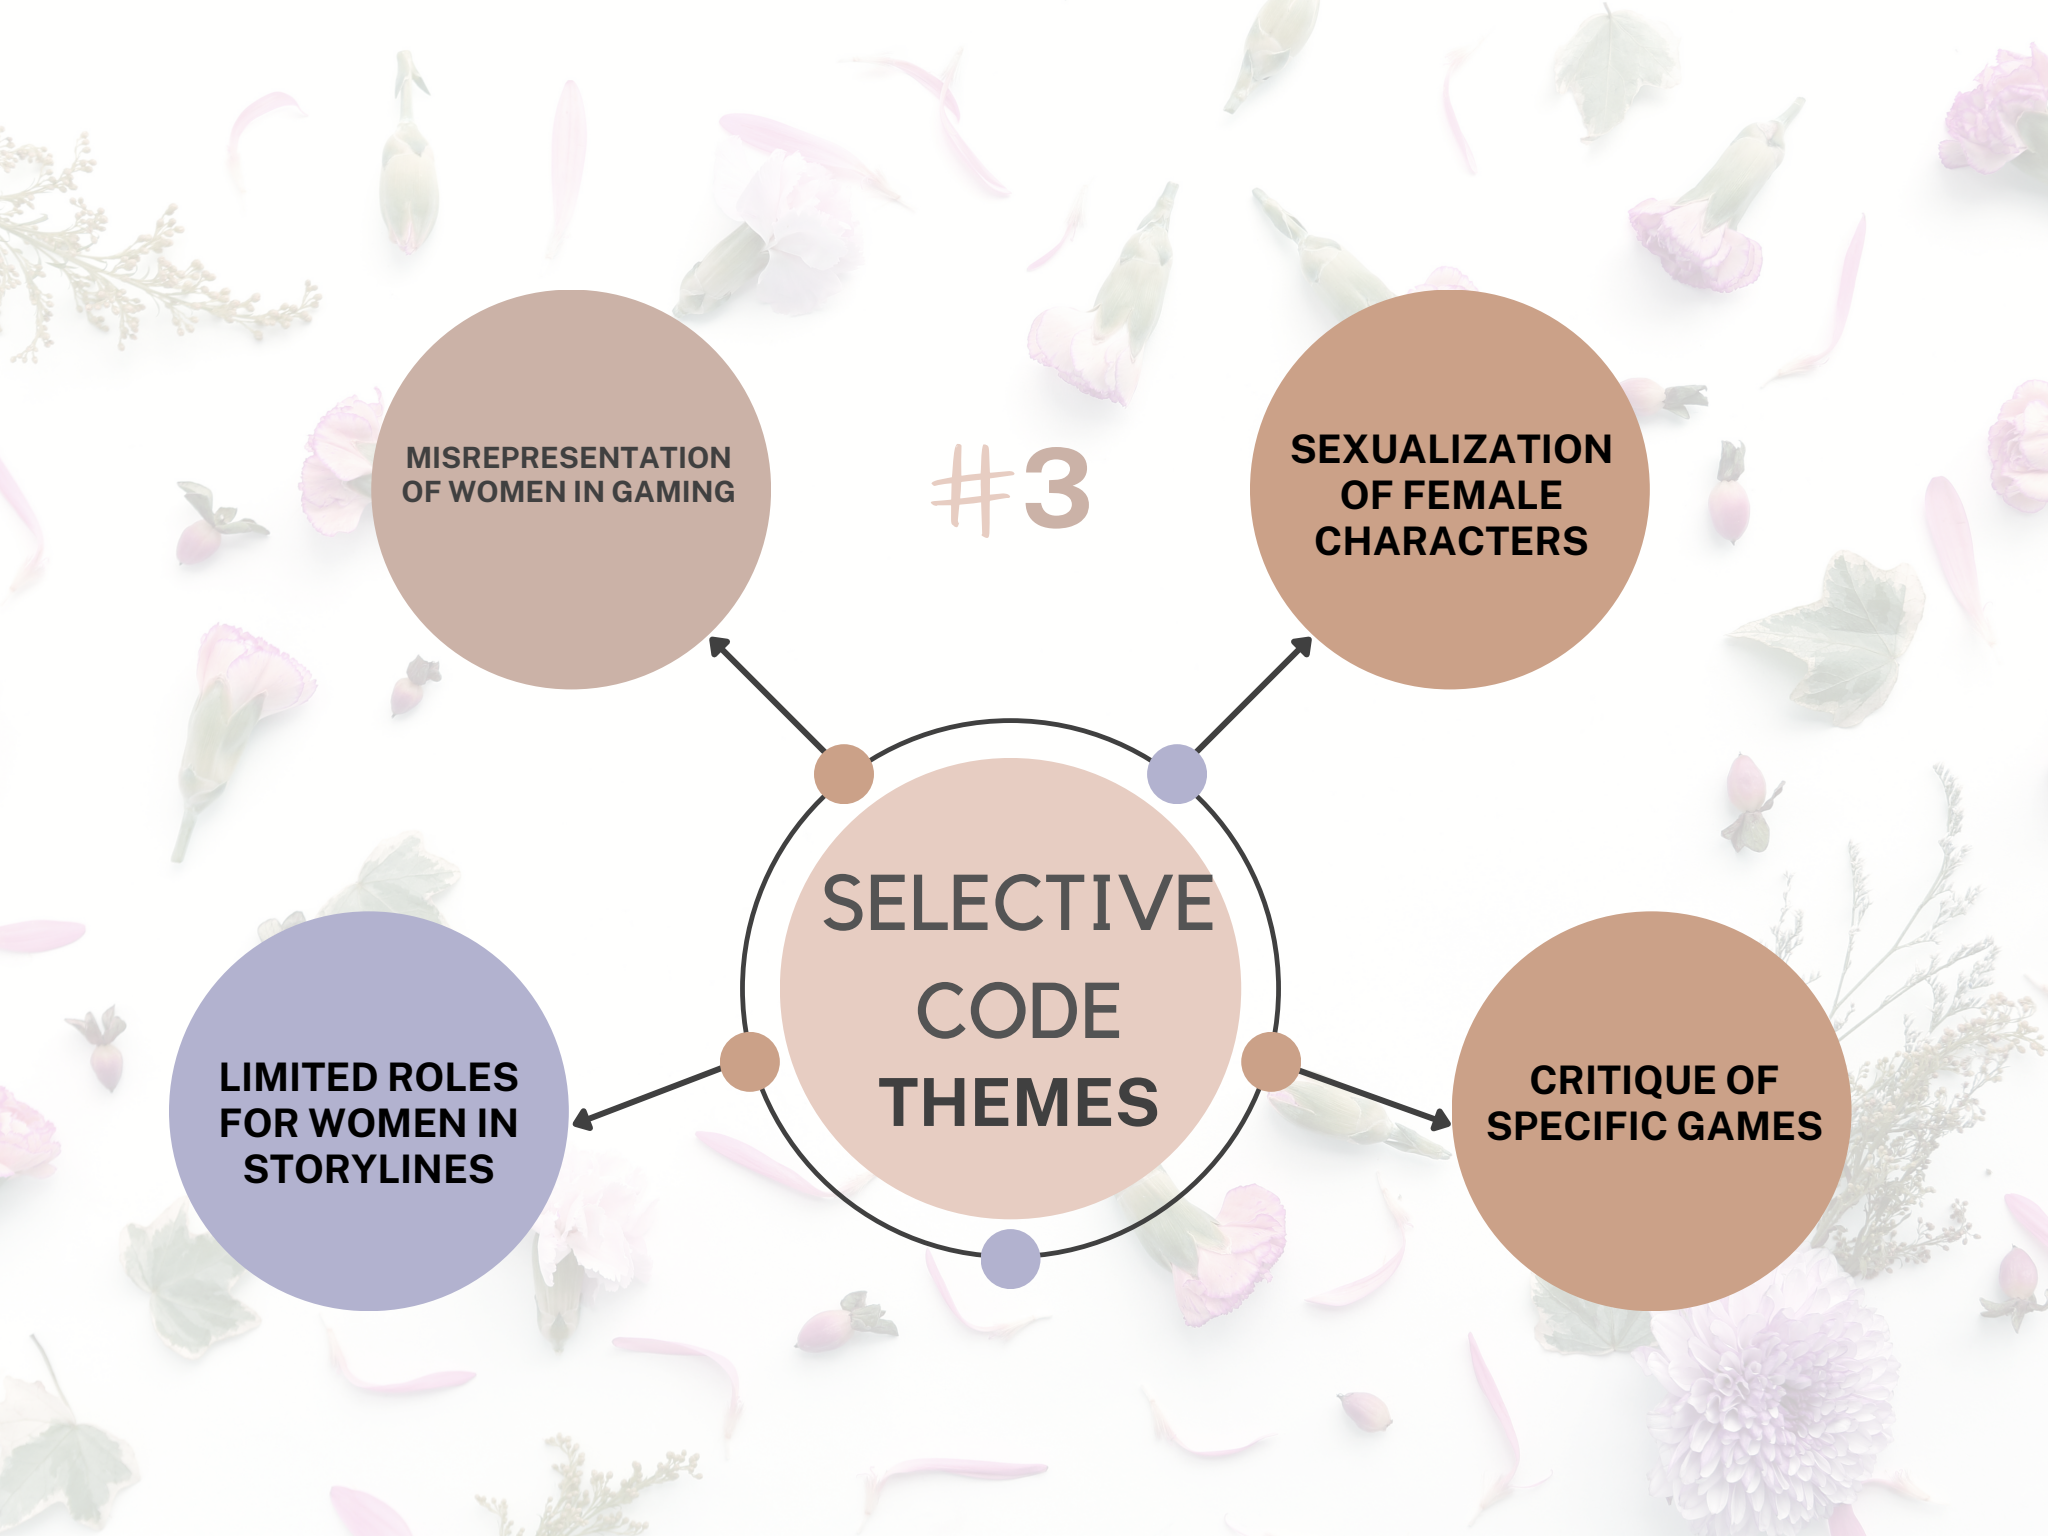 MISREPRESENTATION
OF WOMEN IN GAMING
#3
SEXUALIZATION
OF FEMALE
CHARACTERS
SELECTIVE
CODE
THEMES
LIMITED ROLES
FOR WOMEN IN
STORYLINES
CRITIQUE OF
SPECIFIC GAMES